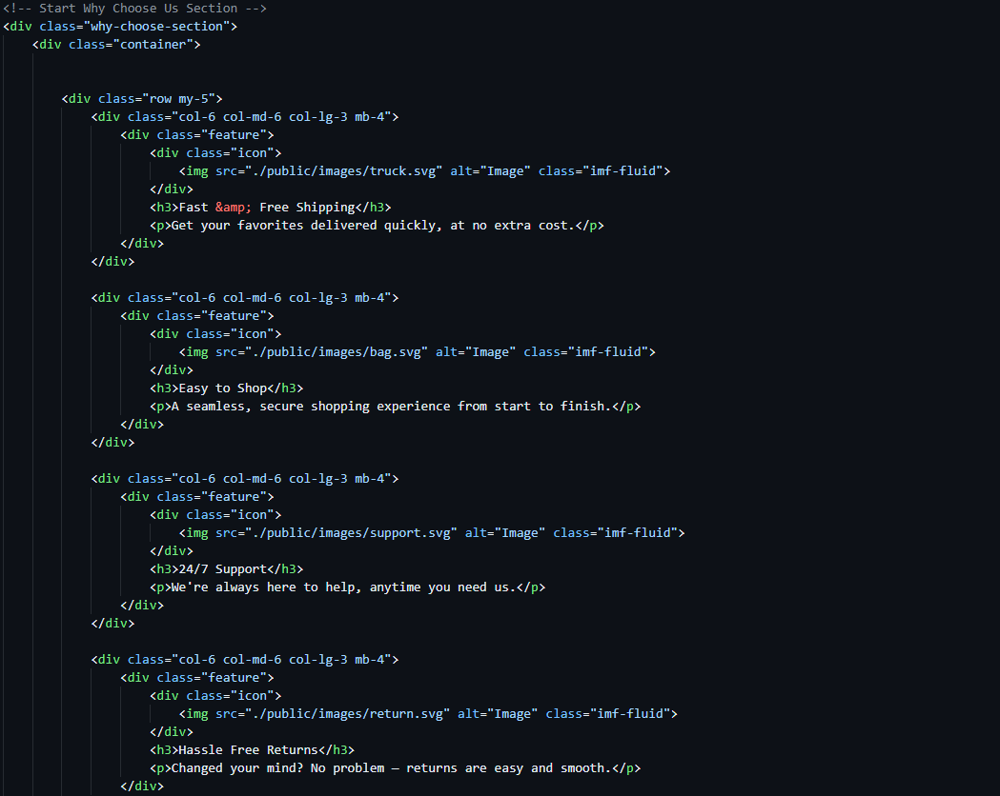 <!-- Start Why Choose Us Section -->
<div class="why-choose-section">
<div class="container">
<div class="row my-5">
<div class="col-6 col-md-6 col-lg-3 mb-4">
<div class="feature">
<div class="icon">
<img src="./public/images/truck.svg" alt="Image" class="imf-fluid">
</div>
<h3>Fast &amp; Free Shipping</h3>
<p>Get your favorites delivered quickly, at no extra cost.</p>
</div>
</div>
<div class="col-6 col-md-6 col-lg-3 mb-4">
<div class="feature">
<div class="icon">
<img src="./public/images/bag.svg" alt="Image" class="imf-fluid">
</div>
<h3>Easy to Shop</h3>
<p>A seamless, secure shopping experience from start to finish.</p>
</div>
</div>
<div class="col-6 col-md-6 col-lg-3 mb-4">
<div class="feature">
<div class="icon">
<img src="./public/images/support.svg" alt="Image" class="imf-fluid">
</div>
<h3>24/7 Support</h3>
<p>We're always here to help, anytime you need us.</p>
</div>
</div>
<div class="col-6 col-md-6 col-lg-3 mb-4">
<div class="feature">
<div class="icon">
<img src="./public/images/return.svg" alt="Image" class="imf-fluid">
</div>
<h3>Hassle Free Returns</h3>
<p>Changed your mind? No problem — returns are easy and smooth.</p>
</div>